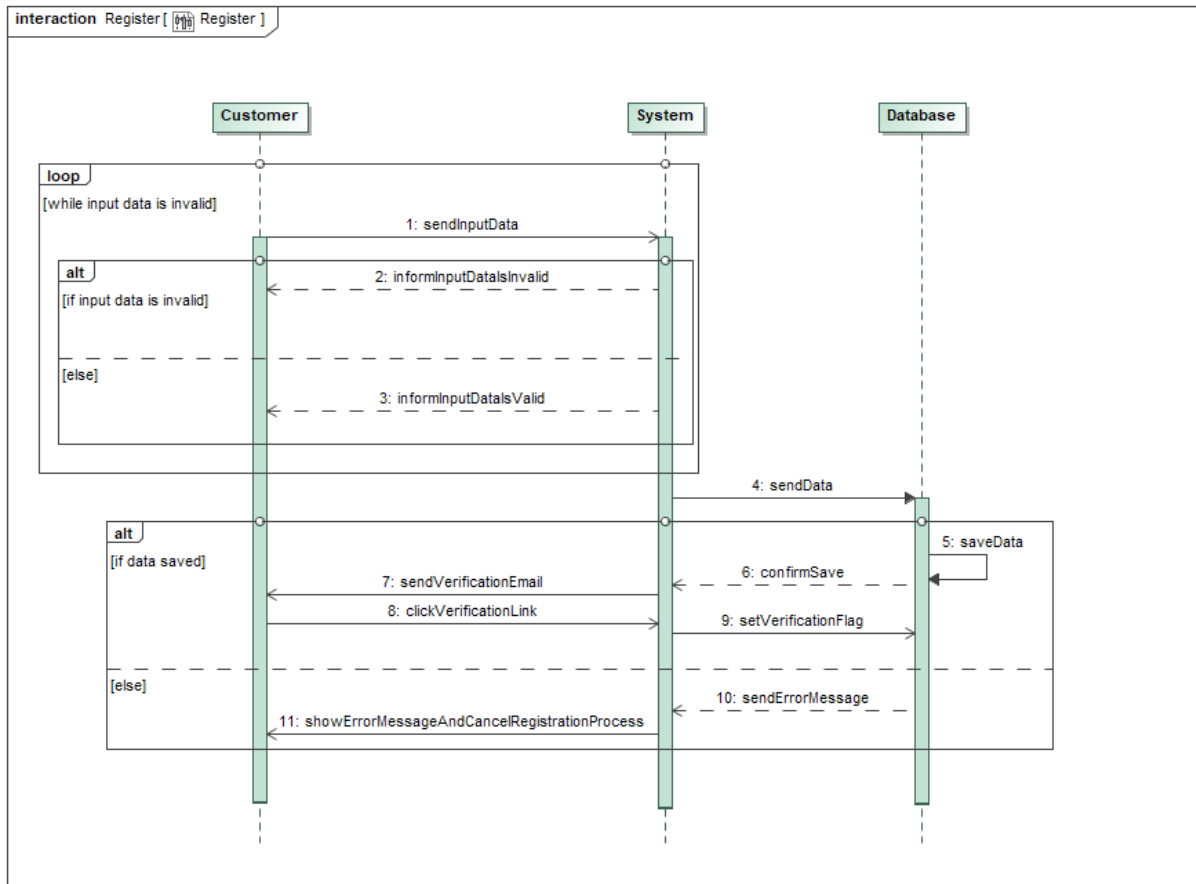 interaction Register[ Register ]
Customer
System
Database
loop
[while input data is invalid]
1: sendInputData
alt
2: informInputDataIsInvalid
[if input data is invalid]
[else]
3: informInputDataIsValid
4: sendData
alt
5: saveData
[if data saved]
6: confirmSave
7: sendVerificationEmail
8: clickVerificationLink
9: setVerificationFlag
[else]
10: sendErrorMessage
11: showErrorMessageAndCancelRegistrationProcess